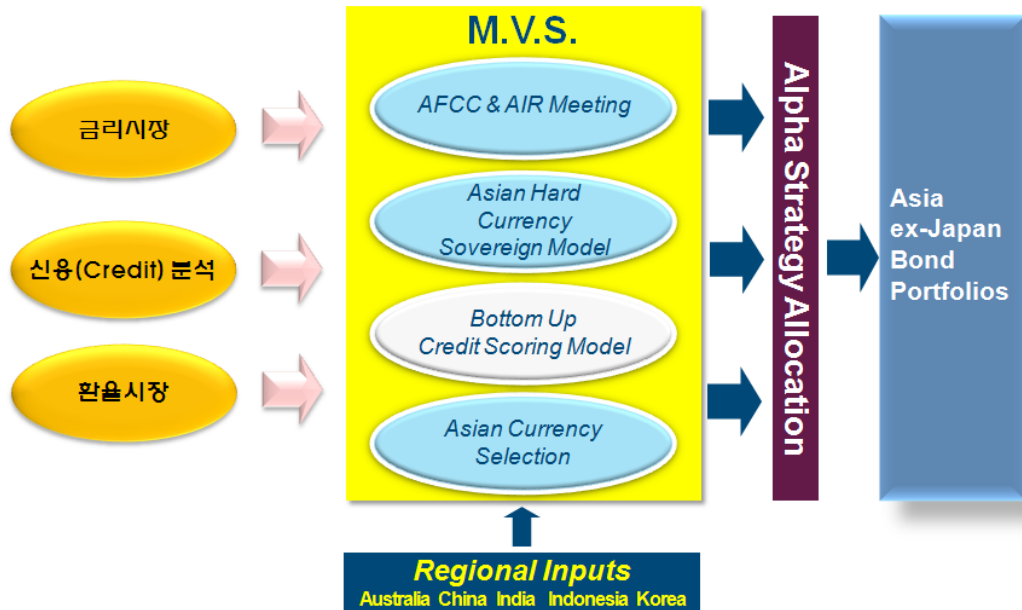 금리시장
신용(Credit) 분석
환율시장
M.V.S.
AFCC & AIR Meeting
Asian Hard
Currency
Sovereign Model
Bottom Up
Credit Scoring Model
Asian Currency
Selection
Regional Inputs
Australia China India Indonesia Korea
Alpha Strategy Allocation
Asia
ex-Japan
Bond
Portfolios